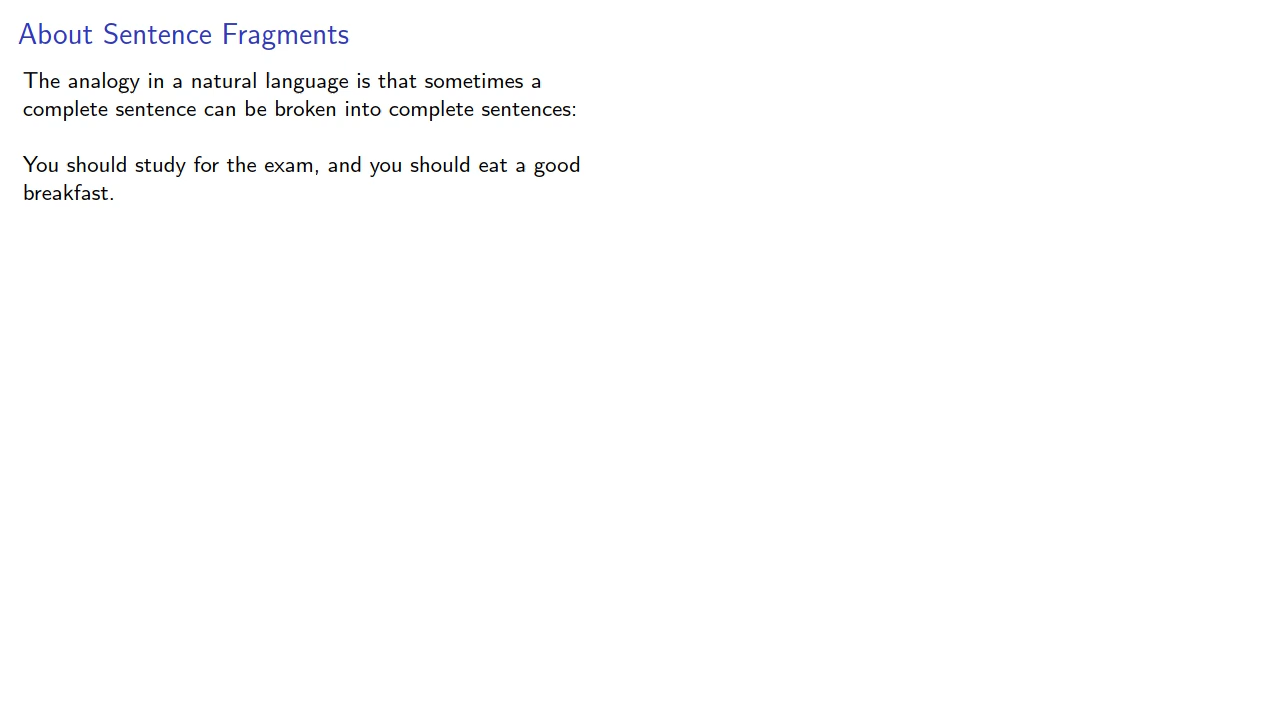 About Sentence Fragments
The analogy in a natural language is that sometimes a
complete sentence can be broken into complete sentences:
You should study for the exam, and you should eat a good
breakfast.